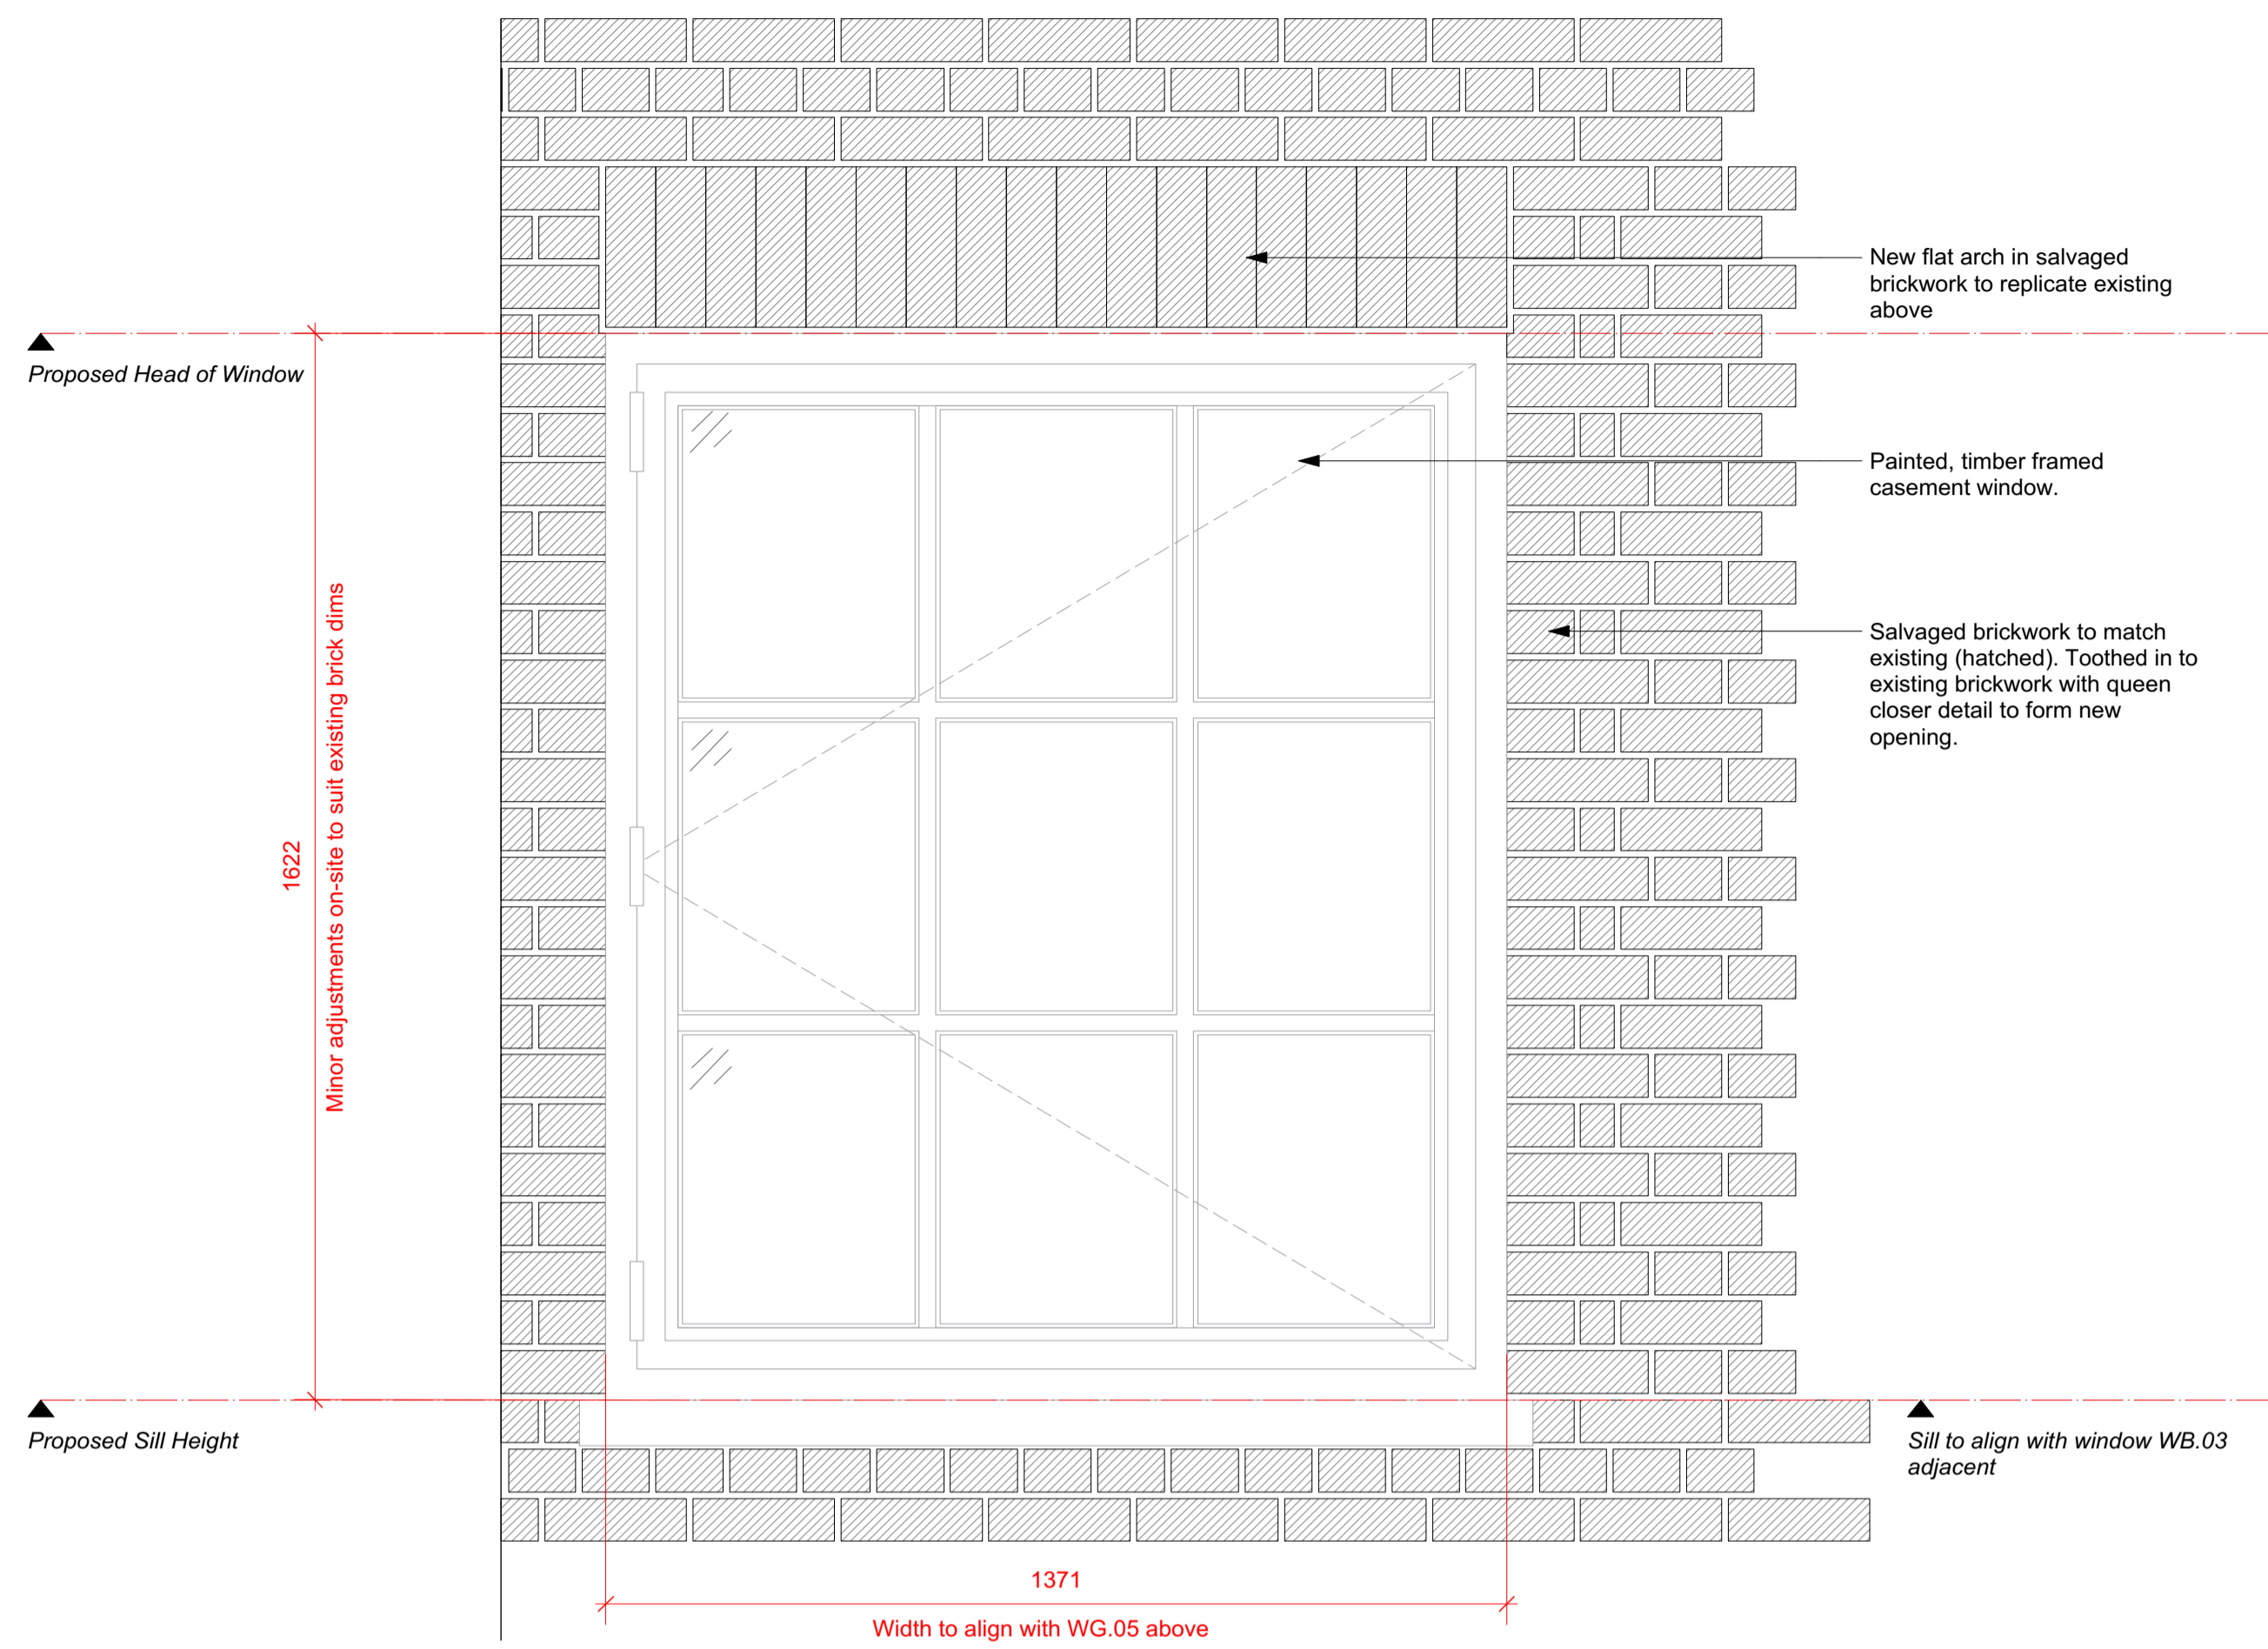 New flat arch in salvaged
brickwork to replicate existing
above
Proposed Head of Window
Painted, timber framed
casement window.
Salvaged brickwork to match
existing (hatched). Toothed in to
existing brickwork with queen
closer detail to form new
opening.
1622
Minor adjustments on-site to suit existing brick dims
Proposed Sill Height
Sill to align with window WB.03
adjacent
1371
Width to align with WG.05 above